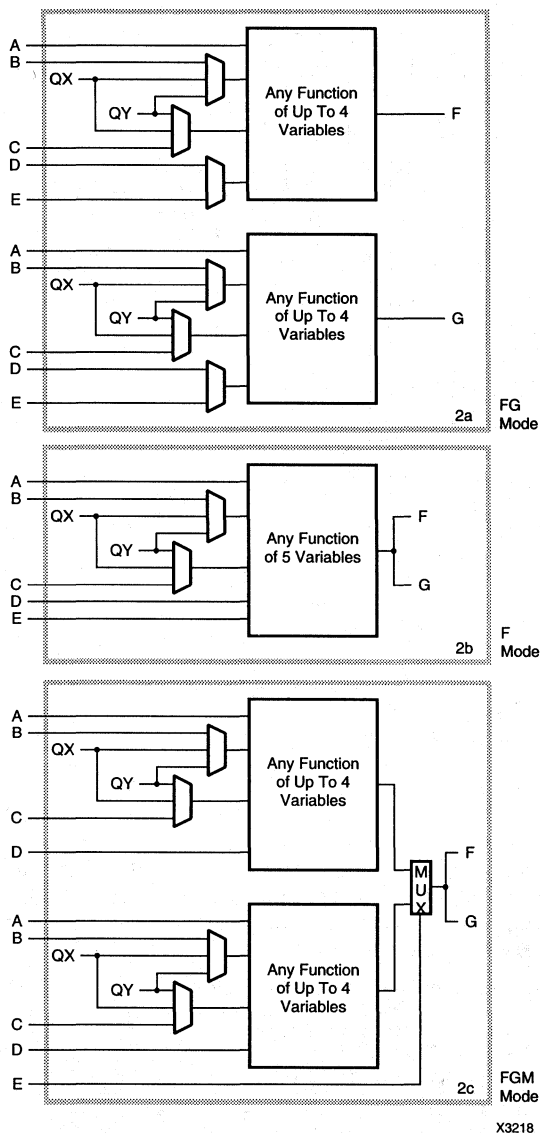 A
B
QX
QY
C
D
E
Any Function
of Up To 4
Variables
F
A
B
QX
QY
C
D
E
Any Function
of Up To 4
Variables
G
2a
FG
Mode
A
B
QX
QY
C
D
E
Any Function
of 5 Variables
F
G
2b
F
Mode
A
B
QX
QY
C
D
Any Function
of Up To 4
Variables
MUX
F
G
A
B
QX
QY
C
D
E
Any Function
of Up To 4
Variables
2c
FGM
Mode
X3218